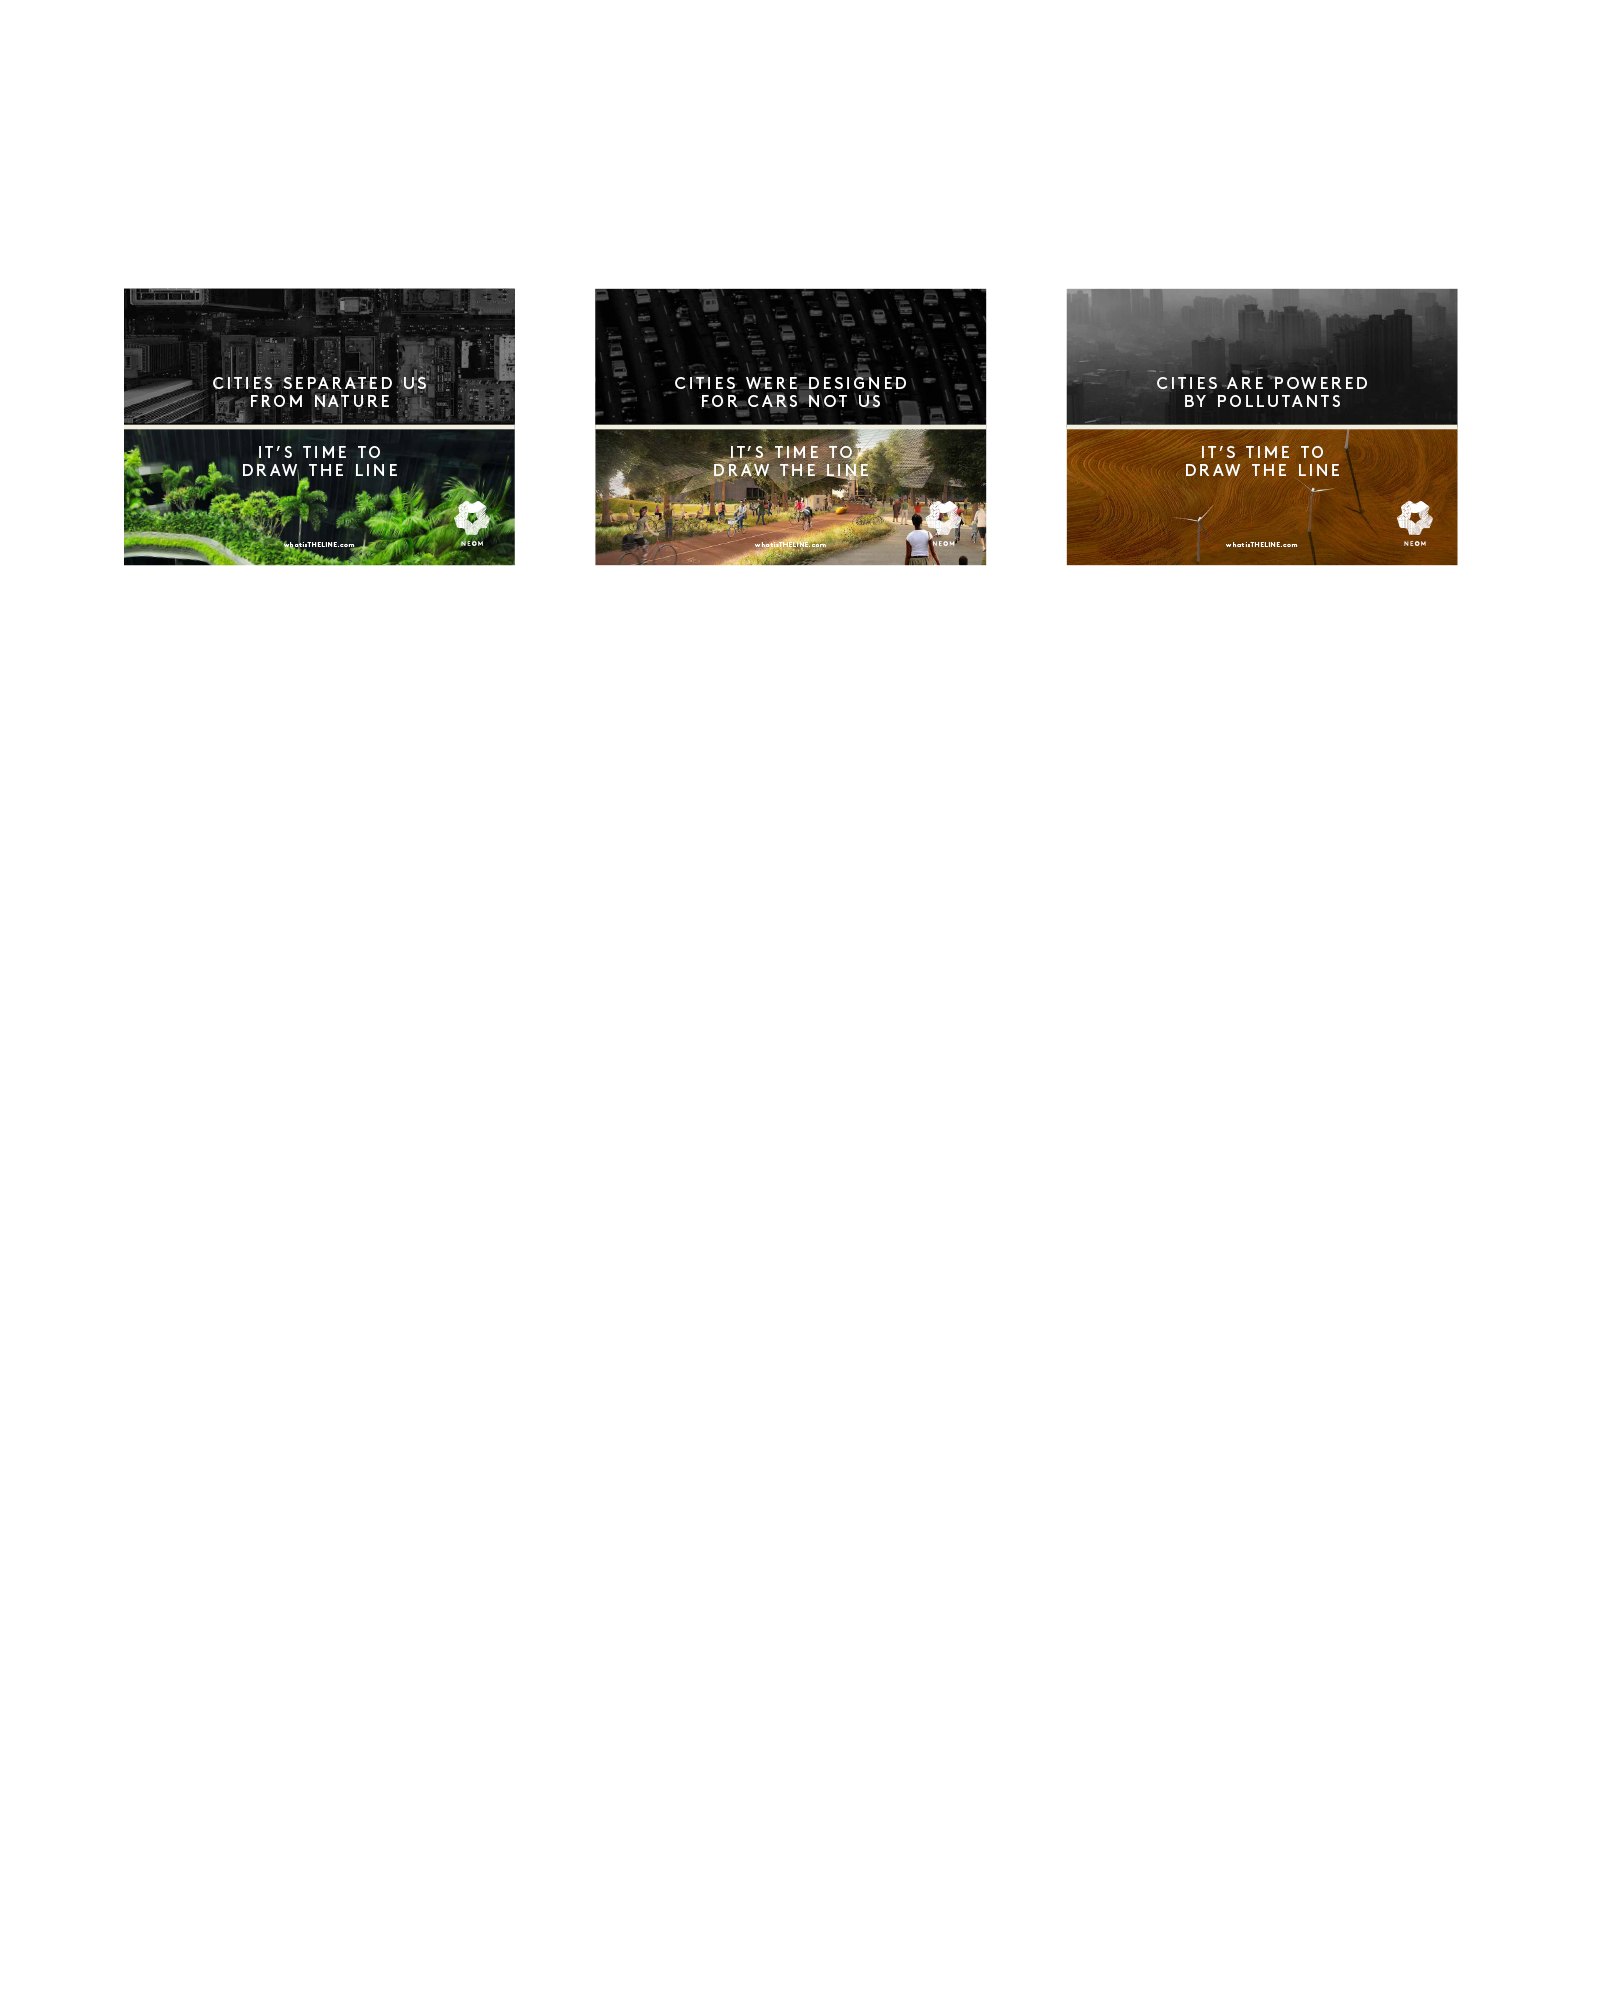 CITIES SEPARATED US
FROM NATURE
IT’S TIME TO
DRAW THE LINE
whatisTHELINE.com
NEOM
CITIES WERE DESIGNED
FOR CARS NOT US
IT’S TIME TO
DRAW THE LINE
whatisTHELINE.com
NEOM
CITIES ARE POWERED
BY POLLUTANTS
IT’S TIME TO
DRAW THE LINE
whatisTHELINE.com
NEOM